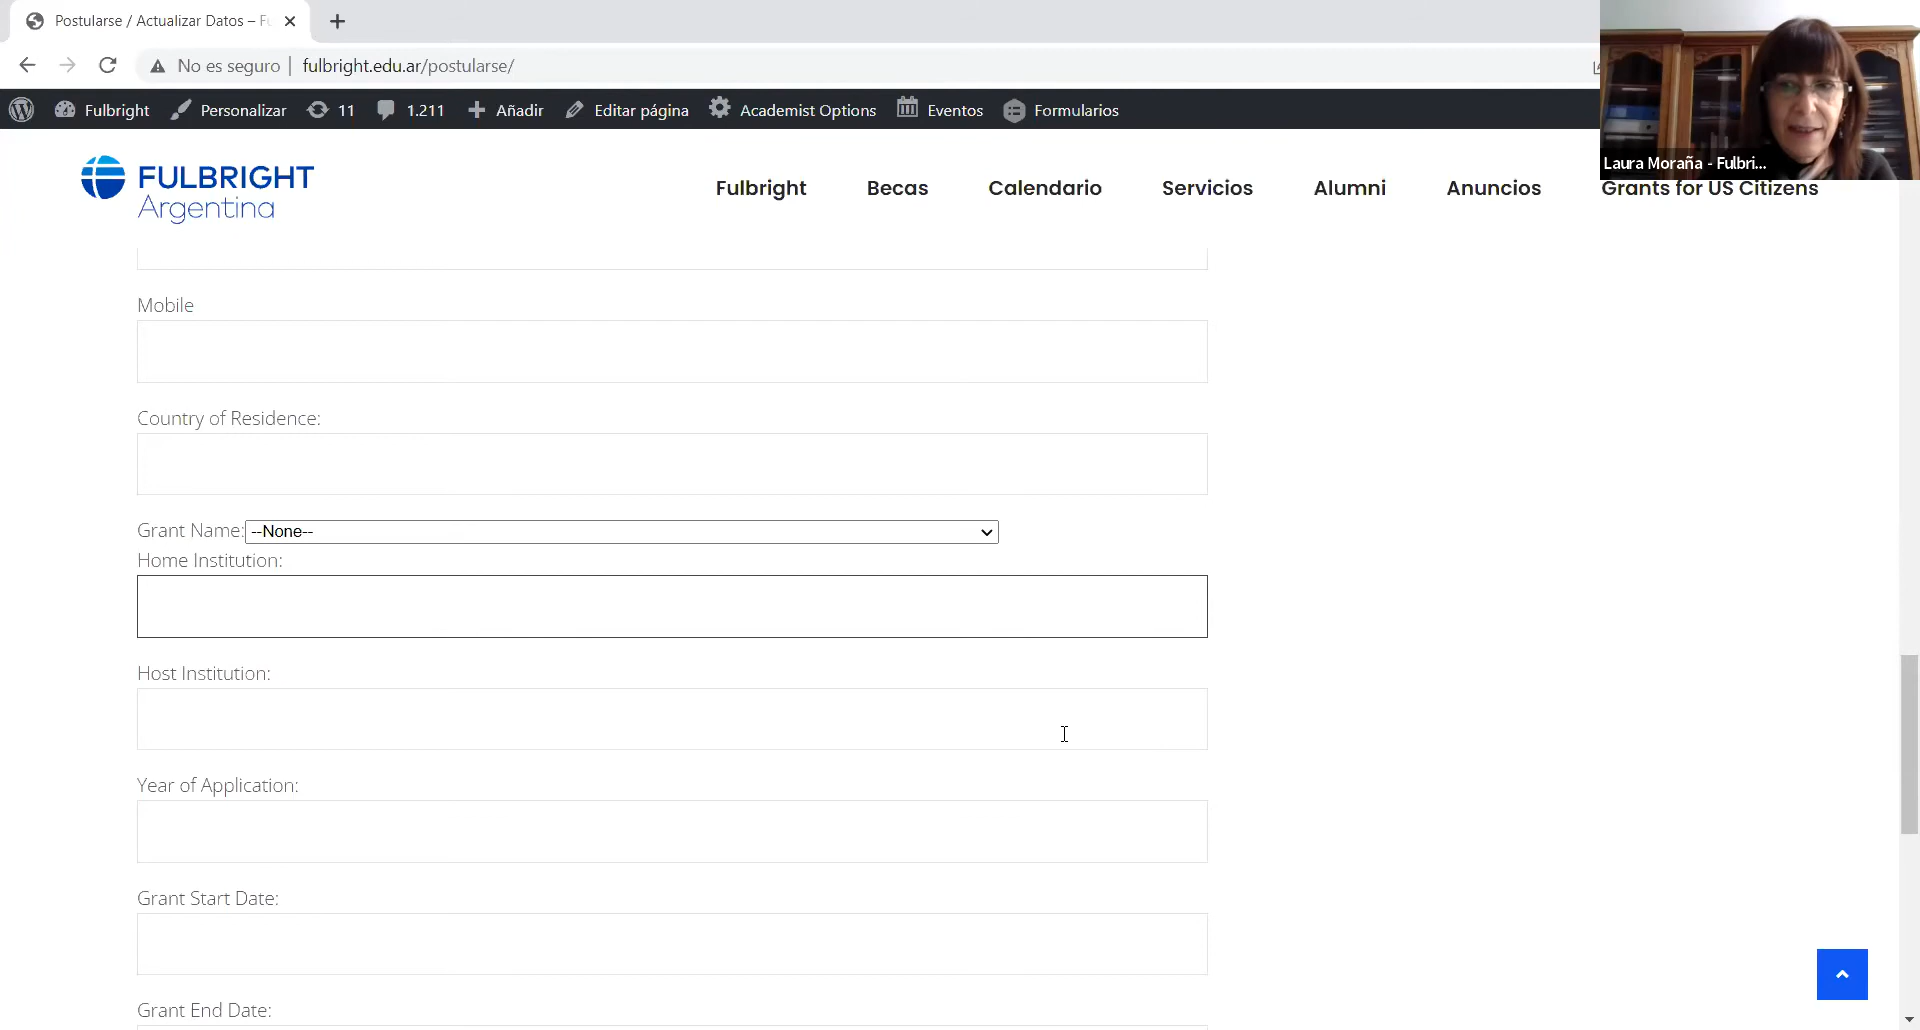 Postularse / Actualizar Datos – Fu
No es seguro | fulbright.edu.ar/postularse/
Fulbright Personalizar 11 1.211 Añadir Editar página Academist Options Eventos Formularios
Laura Moraña - Fulbri...
FULBRIGHT
Argentina
Fulbright Becas Calendario Servicios Alumni Anuncios Grants for US Citizens
Mobile
Country of Residence:
Grant Name: --None--
Home Institution:
Host Institution:
Year of Application:
Grant Start Date:
Grant End Date: